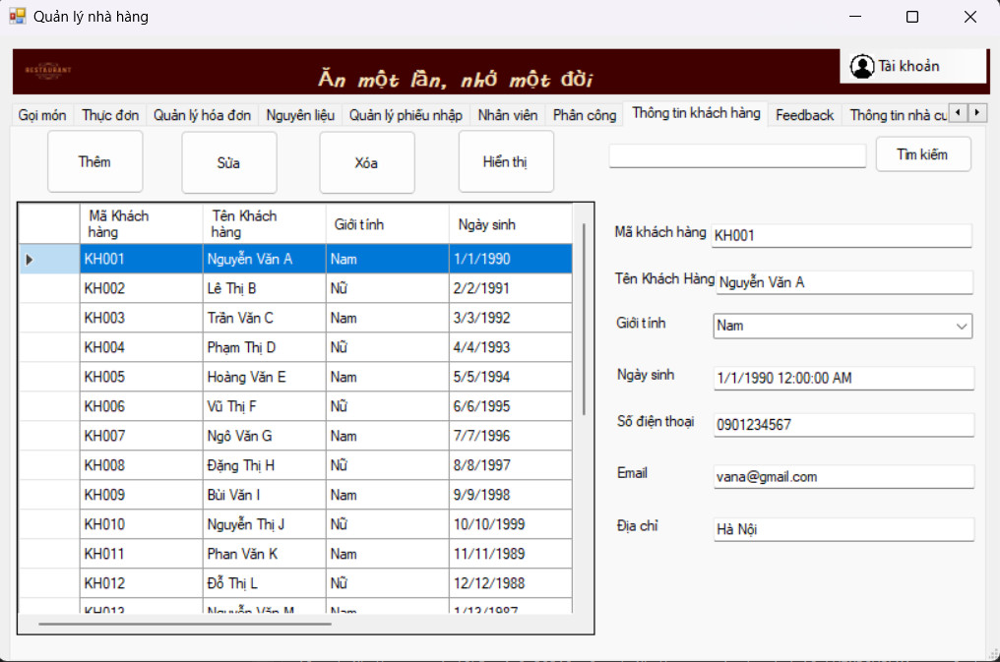 Quản lý nhà hàng
RESTAURANT
Ăn một lần, nhớ một đời
Tài khoản
Gọi món Thực đơn Quản lý hóa đơn Nguyên liệu Quản lý phiếu nhập Nhân viên Phân công Thông tin khách hàng Feedback Thông tin nhà cu
Thêm Sửa Xóa Hiển thị Tìm kiếm
Mã Khách hàng Tên Khách hàng Giới tính Ngày sinh
KH001 Nguyễn Văn A Nam 1/1/1990
KH002 Lê Thị B Nữ 2/2/1991
KH003 Trần Văn C Nam 3/3/1992
KH004 Phạm Thị D Nữ 4/4/1993
KH005 Hoàng Văn E Nam 5/5/1994
KH006 Vũ Thị F Nữ 6/6/1995
KH007 Ngô Văn G Nam 7/7/1996
KH008 Đặng Thị H Nữ 8/8/1997
KH009 Bùi Văn I Nam 9/9/1998
KH010 Nguyễn Thị J Nữ 10/10/1999
KH011 Phan Văn K Nam 11/11/1989
KH012 Đỗ Thị L Nữ 12/12/1988
KH013 Nguyễn Văn M Nam 1/13/1987
Mã khách hàng KH001
Tên Khách Hàng Nguyễn Văn A
Giới tính Nam
Ngày sinh 1/1/1990 12:00:00 AM
Số điện thoại 0901234567
Email vana@gmail.com
Địa chỉ Hà Nội